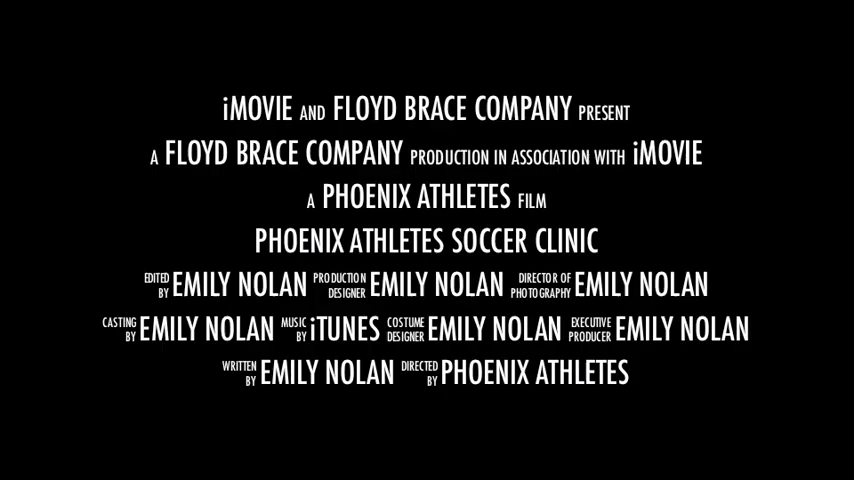 iMOVIE AND FLOYD BRACE COMPANY PRESENT
A FLOYD BRACE COMPANY PRODUCTION IN ASSOCIATION WITH iMOVIE
A PHOENIX ATHLETES FILM
PHOENIX ATHLETES SOCCER CLINIC
EDITED BY EMILY NOLAN PRODUCTION DESIGNER EMILY NOLAN DIRECTOR OF PHOTOGRAPHY EMILY NOLAN
CASTING BY EMILY NOLAN MUSIC BY iTUNES COSTUME DESIGNER EMILY NOLAN EXECUTIVE PRODUCER EMILY NOLAN
WRITTEN BY EMILY NOLAN DIRECTED BY PHOENIX ATHLETES